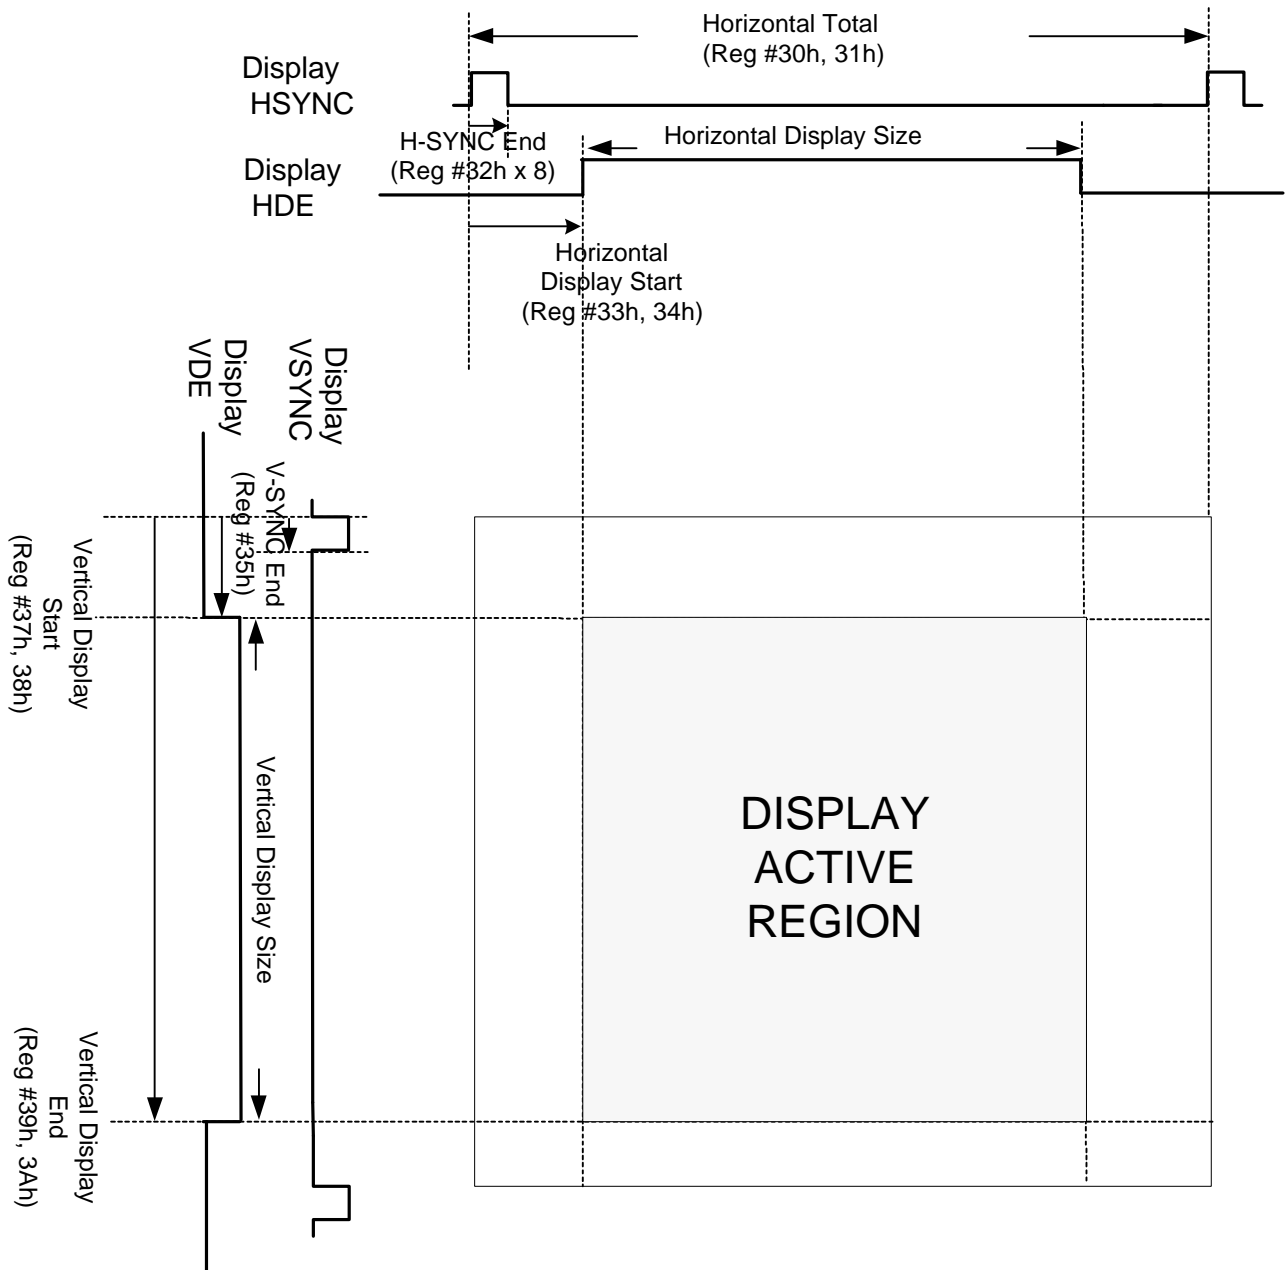 Horizontal Total
(Reg #30h, 31h)
Display
HSYNC
H-SYNC End
(Reg #32h x 8)
Horizontal Display Size
Display
HDE
Horizontal
Display Start
(Reg #33h, 34h)
Display
VSYNC
Display
VDE
V-SYNC End
(Reg #35h)
Vertical Display
Start
(Reg #37h, 38h)
Vertical Display Size
DISPLAY
ACTIVE
REGION
Vertical Display
End
(Reg #39h, 3Ah)